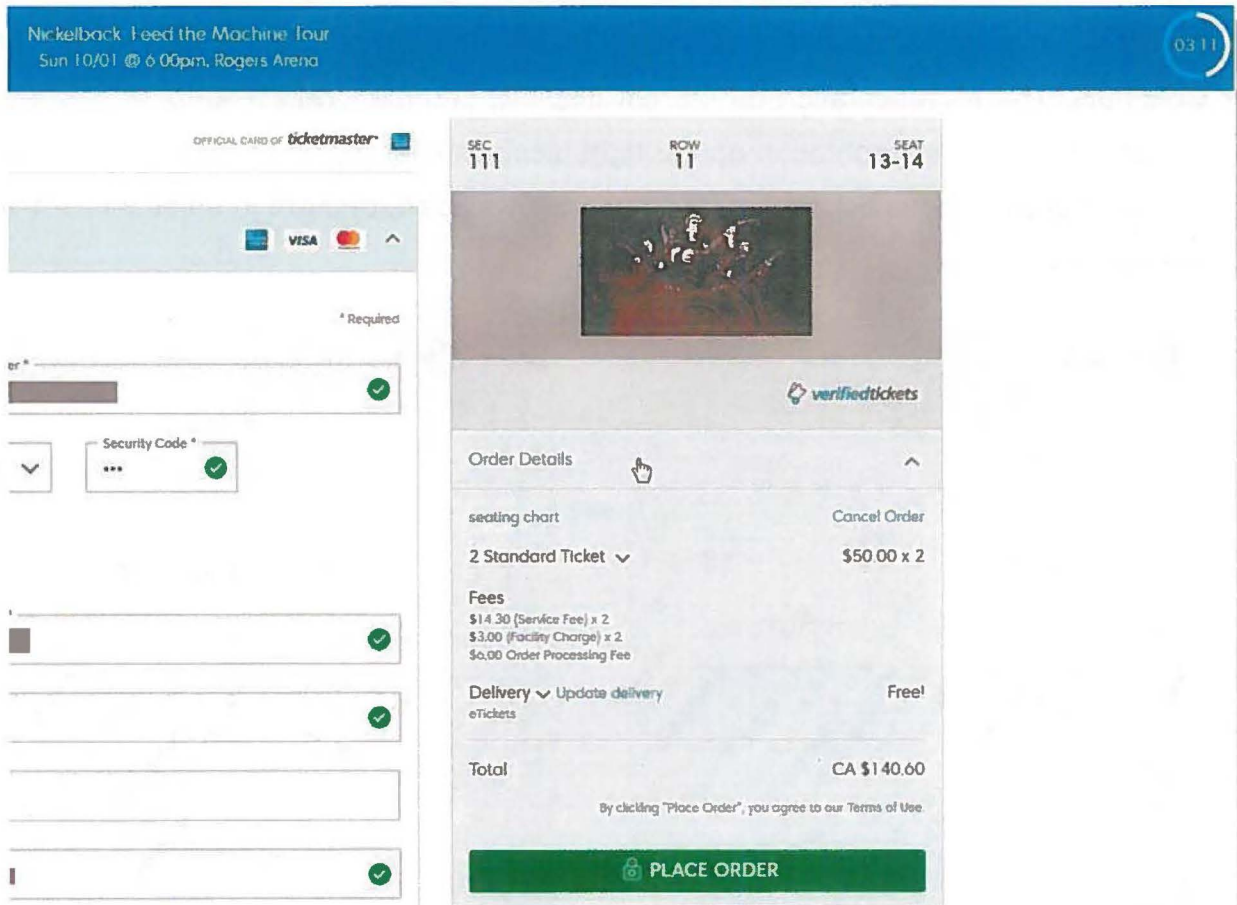 Nickelback Feed the Machine Tour
Sun 10/01 @ 6:00pm, Rogers Arena
03:11
OFFICIAL CARD OF ticketmaster
SEC ROW SEAT
111 11 13-14
VISA
* Required
er *
verifiedtickets
Security Code *
•••
Order Details
seating chart Cancel Order
2 Standard Ticket $50.00 x 2
Fees
$14.30 (Service Fee) x 2
$3.00 (Facility Charge) x 2
$6.00 Order Processing Fee
Delivery Update delivery Free!
eTickets
Total CA $140.60
By clicking "Place Order", you agree to our Terms of Use.
PLACE ORDER